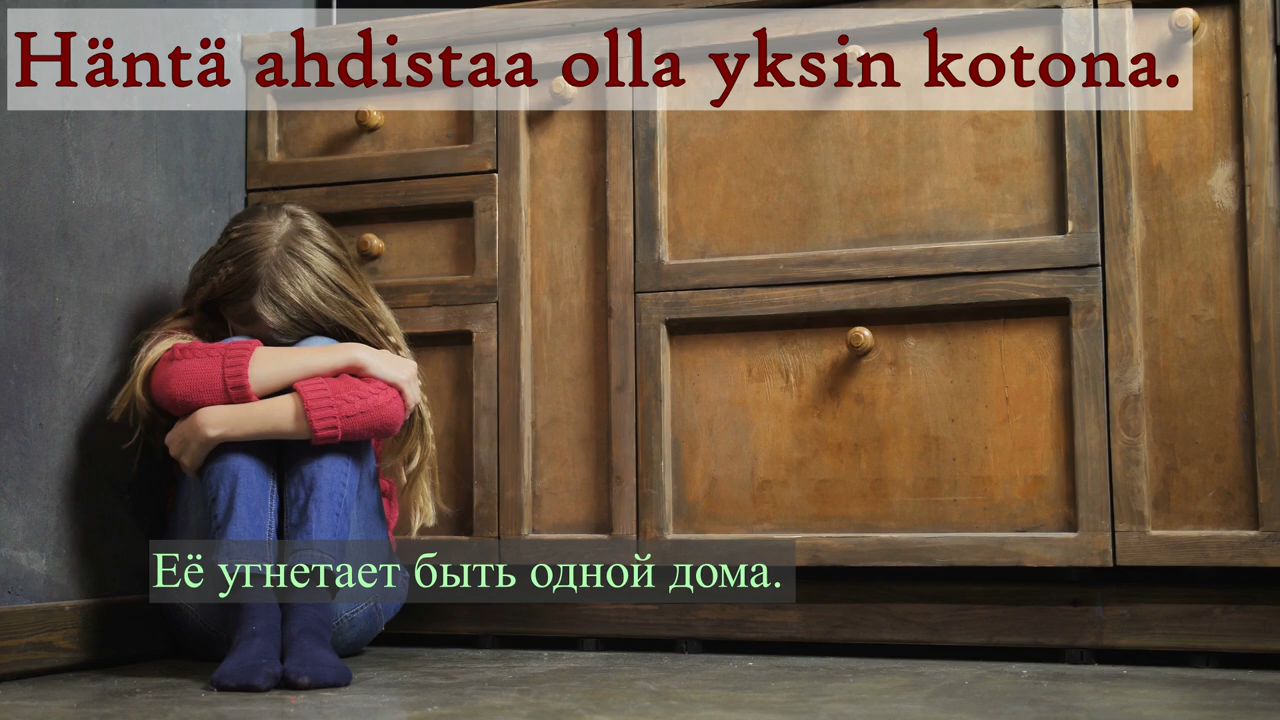 Häntä ahdistaa olla yksin kotona.
Её угнетает быть одной дома.